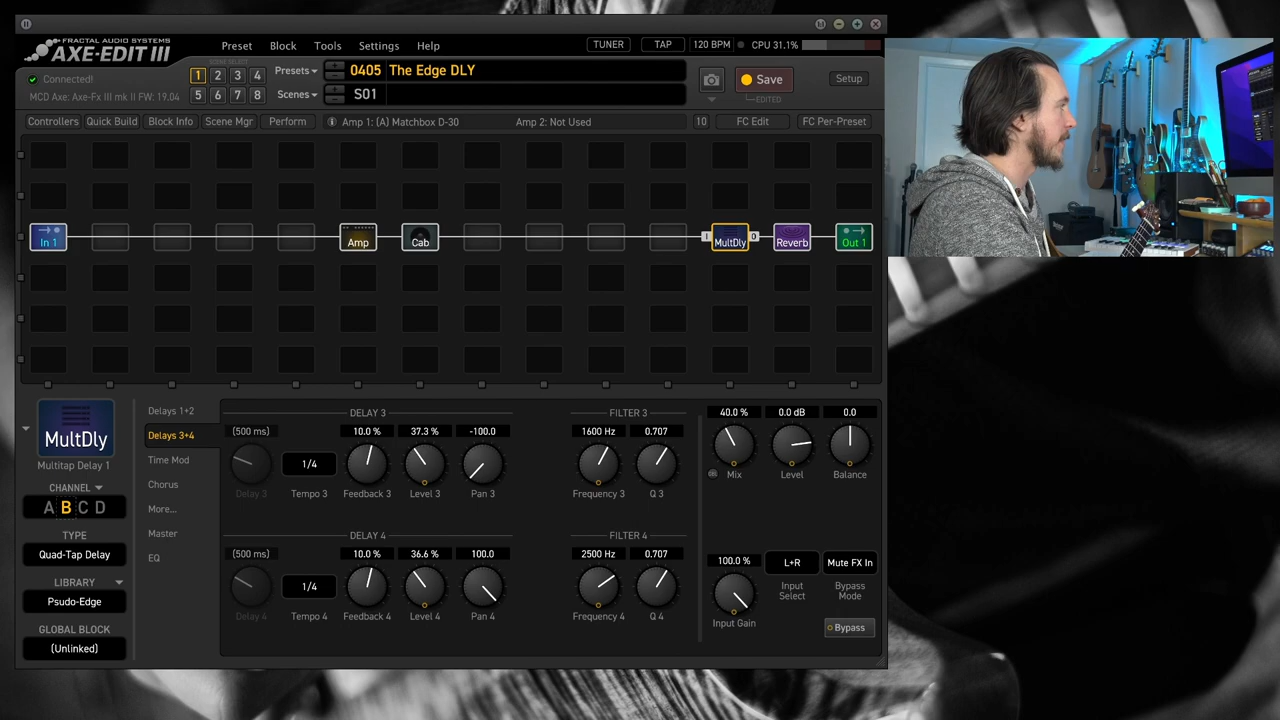 FRACTAL AUDIO SYSTEMS
AXE-EDIT III
Preset Block Tools Settings Help
TUNER TAP 120 BPM CPU 31.1%
Connected!
MCD Axe: Axe-Fx III mk II FW: 19.04
SCENE SELECT
1 2 3 4
5 6 7 8
Presets
0405 The Edge DLY
Scenes
S01
Save
EDITED
Setup
Controllers Quick Build Block Info Scene Mgr Perform
Amp 1: (A) Matchbox D-30 Amp 2: Not Used
10 FC Edit FC Per-Preset
In 1 Amp Cab I MultDly O Reverb Out 1
MultDly
Multitap Delay 1
CHANNEL
A B C D
TYPE
Quad-Tap Delay
LIBRARY
Psudo-Edge
GLOBAL BLOCK
(Unlinked)
Delays 1+2
Delays 3+4
Time Mod
Chorus
More...
Master
EQ
DELAY 3 FILTER 3
(500 ms) 10.0 % 37.3 % -100.0 1600 Hz 0.707
1/4
Delay 3 Tempo 3 Feedback 3 Level 3 Pan 3 Frequency 3 Q 3
DELAY 4 FILTER 4
(500 ms) 10.0 % 36.6 % 100.0 2500 Hz 0.707
1/4
Delay 4 Tempo 4 Feedback 4 Level 4 Pan 4 Frequency 4 Q 4
40.0 % 0.0 dB 0.0
Mix Level Balance
100.0 % L+R Mute FX In
Input Gain
Input Select
Bypass Mode
Bypass